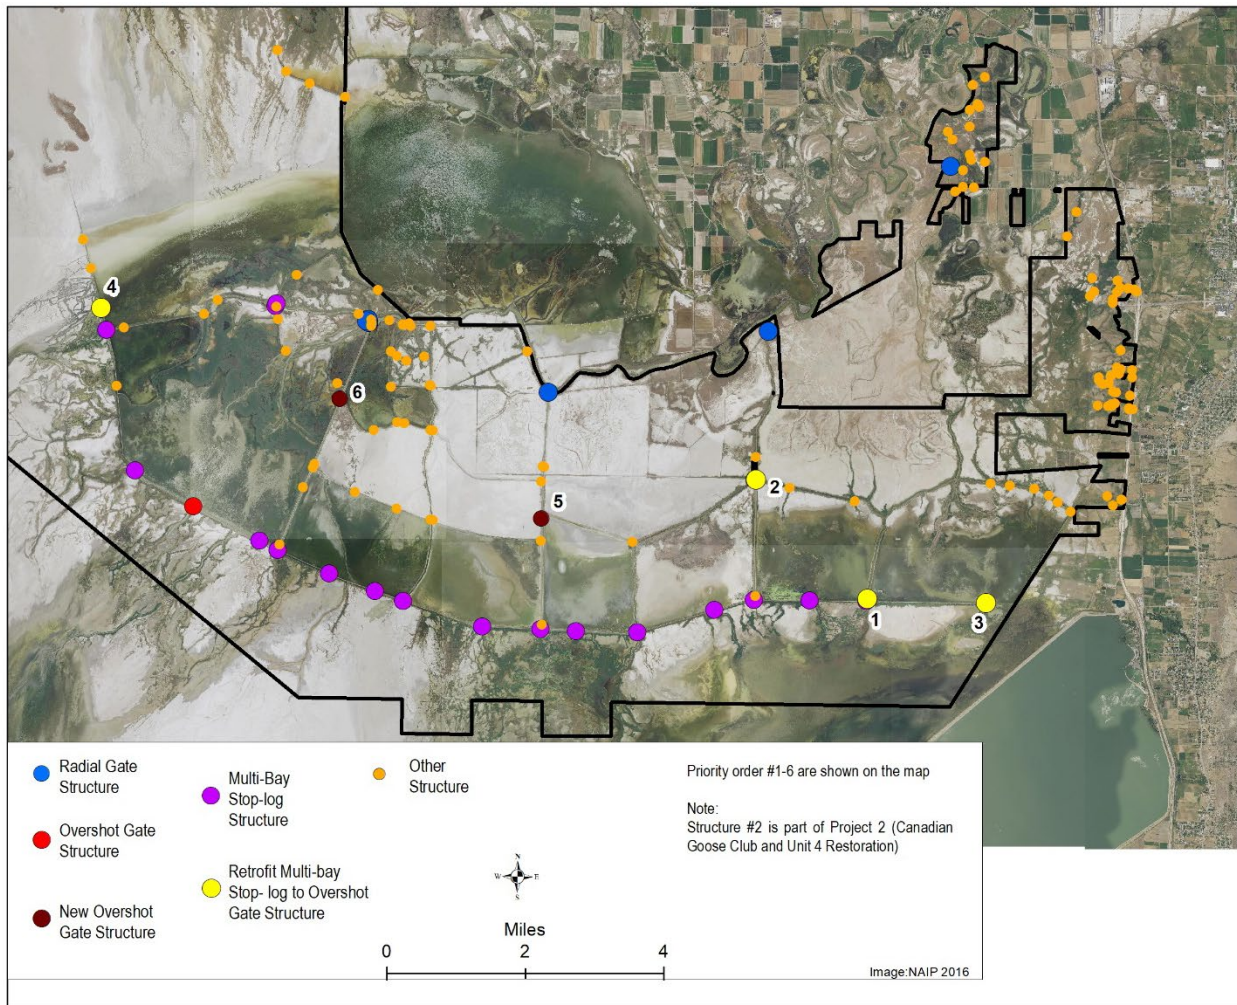 4
6
5
2
1
3
Radial Gate
Structure
Overshot Gate
Structure
New Overshot
Gate Structure
Multi-Bay
Stop-log
Structure
Retrofit Multi-bay
Stop- log to Overshot
Gate Structure
Other
Structure
N
W E
S
Miles
0 2 4
Priority order #1-6 are shown on the map
Note:
Structure #2 is part of Project 2 (Canadian
Goose Club and Unit 4 Restoration)
Image:NAIP 2016